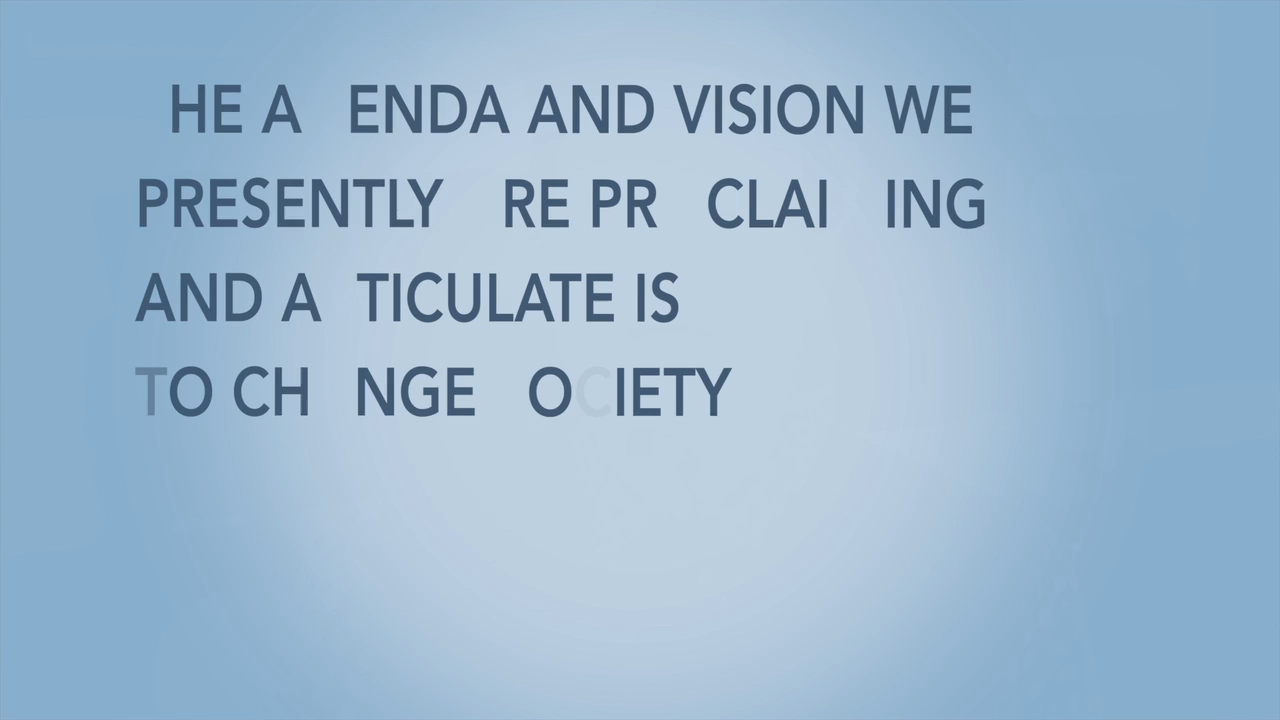 HE A ENDA AND VISION WE
PRESENTLY RE PR CLAI ING
AND A TICULATE IS
TO CH NGE OCIETY